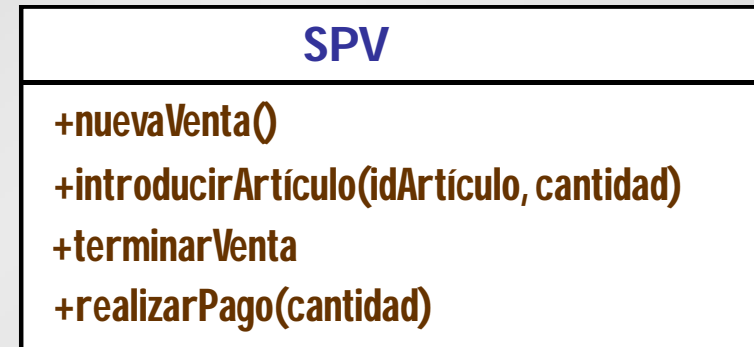 SPV
+nuevaVenta()
+introducirArtículo(idArtículo, cantidad)
+terminarVenta
+realizarPago(cantidad)